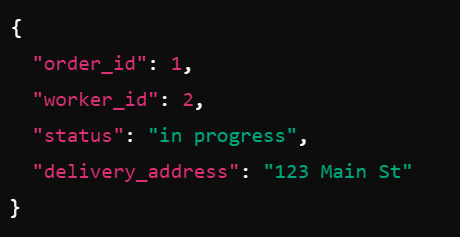 {
"order_id": 1,
"worker_id": 2,
"status": "in progress",
"delivery_address": "123 Main St"
}